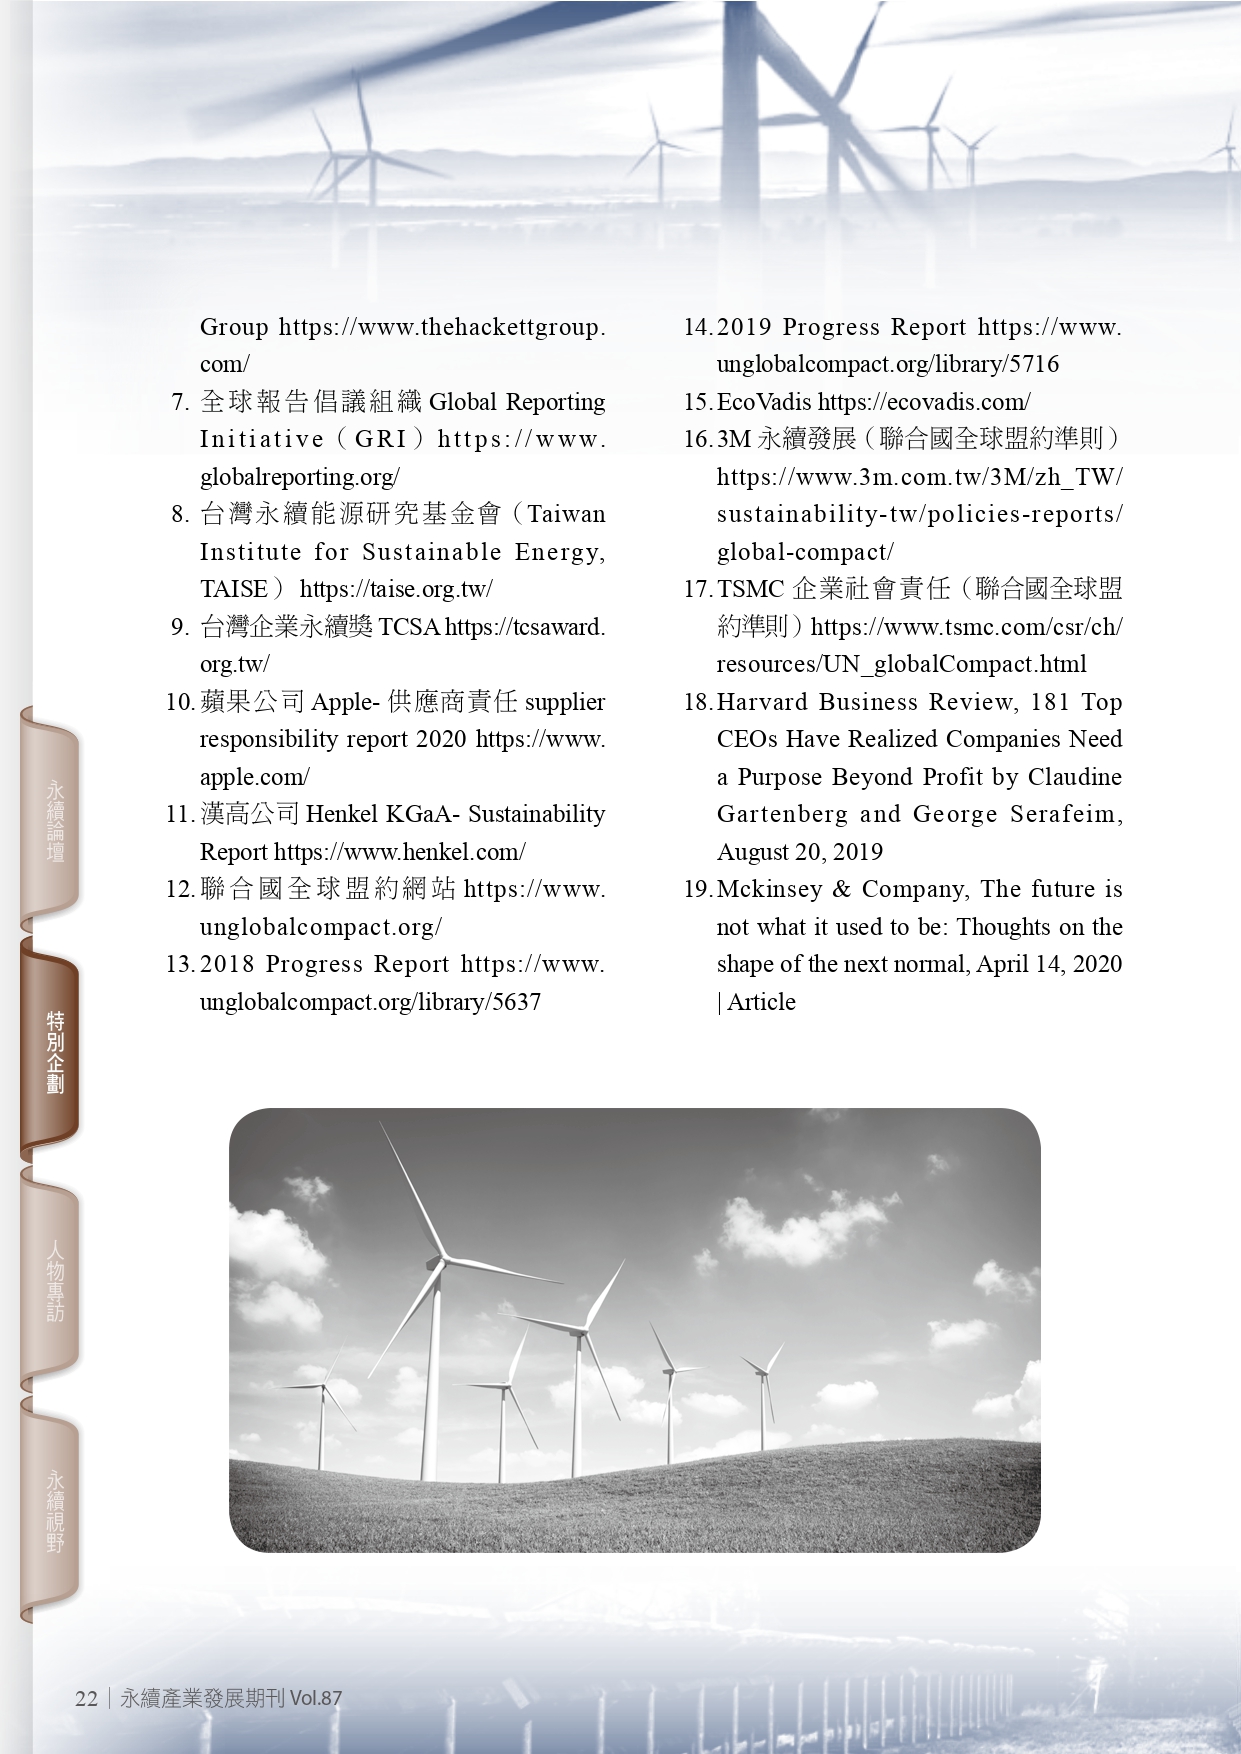 Group https://www.thehackettgroup.
com/
7. 全球報告倡議組織 Global Reporting
Initiative（GRI）https://www.
globalreporting.org/
8. 台灣永續能源研究基金會（Taiwan
Institute for Sustainable Energy,
TAISE） https://taise.org.tw/
9. 台灣企業永續獎 TCSA https://tcsaward.
org.tw/
10. 蘋果公司 Apple- 供應商責任 supplier
responsibility report 2020 https://www.
apple.com/
11. 漢高公司 Henkel KGaA- Sustainability
Report https://www.henkel.com/
12. 聯合國全球盟約網站 https://www.
unglobalcompact.org/
13. 2018 Progress Report https://www.
unglobalcompact.org/library/5637
14. 2019 Progress Report https://www.
unglobalcompact.org/library/5716
15. EcoVadis https://ecovadis.com/
16. 3M 永續發展（聯合國全球盟約準則）
https://www.3m.com.tw/3M/zh_TW/
sustainability-tw/policies-reports/
global-compact/
17. TSMC 企業社會責任（聯合國全球盟
約準則）https://www.tsmc.com/csr/ch/
resources/UN_globalCompact.html
18. Harvard Business Review, 181 Top
CEOs Have Realized Companies Need
a Purpose Beyond Profit by Claudine
Gartenberg and George Serafeim,
August 20, 2019
19. Mckinsey & Company, The future is
not what it used to be: Thoughts on the
shape of the next normal, April 14, 2020
| Article
永續論壇
特別企劃
人物專訪
永續視野
22｜永續產業發展期刊 Vol.87